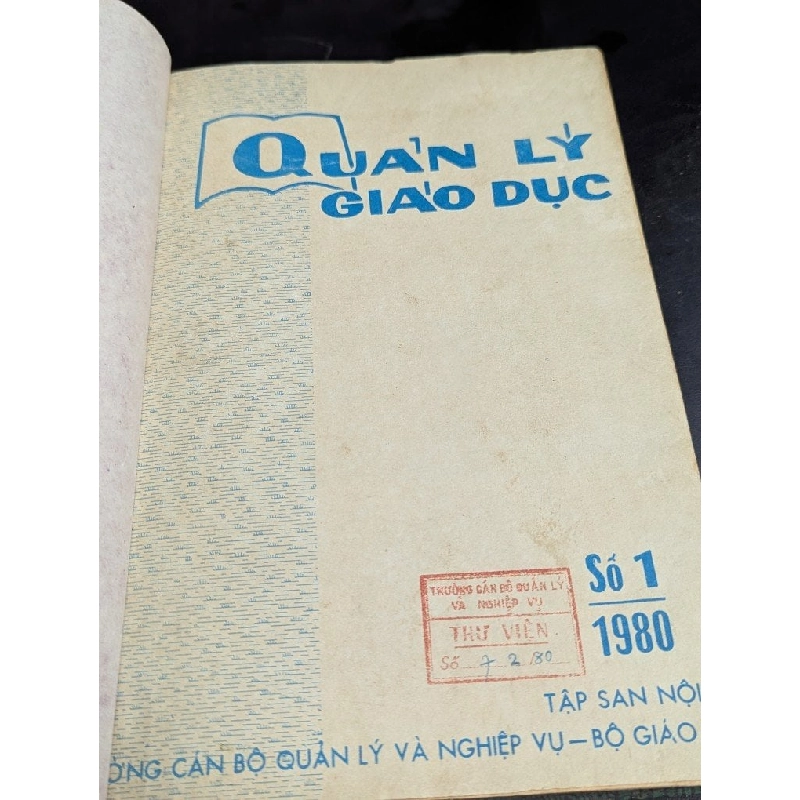 QUẢN LÝ
GIÁO DỤC
Số 1
1980
TRƯỜNG CÁN BỘ QUẢN LÝ
VÀ NGHIỆP VỤ
THƯ VIỆN
Số 7 2/80
TẬP SAN NỘI
ỜNG CÁN BỘ QUẢN LÝ VÀ NGHIỆP VỤ — BỘ GIÁO